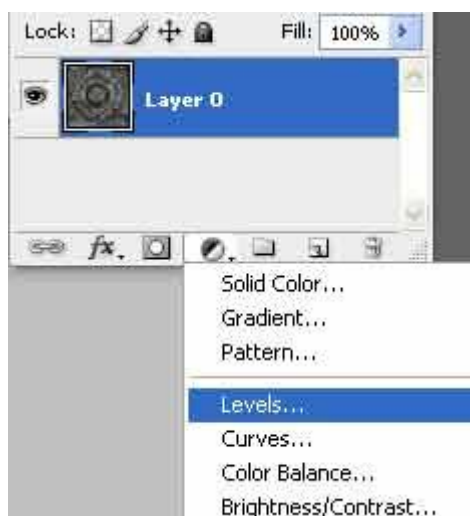 Lock: Fill: 100%
Layer 0
fx.
Solid Color...
Gradient...
Pattern...
Levels...
Curves...
Color Balance...
Brightness/Contrast...